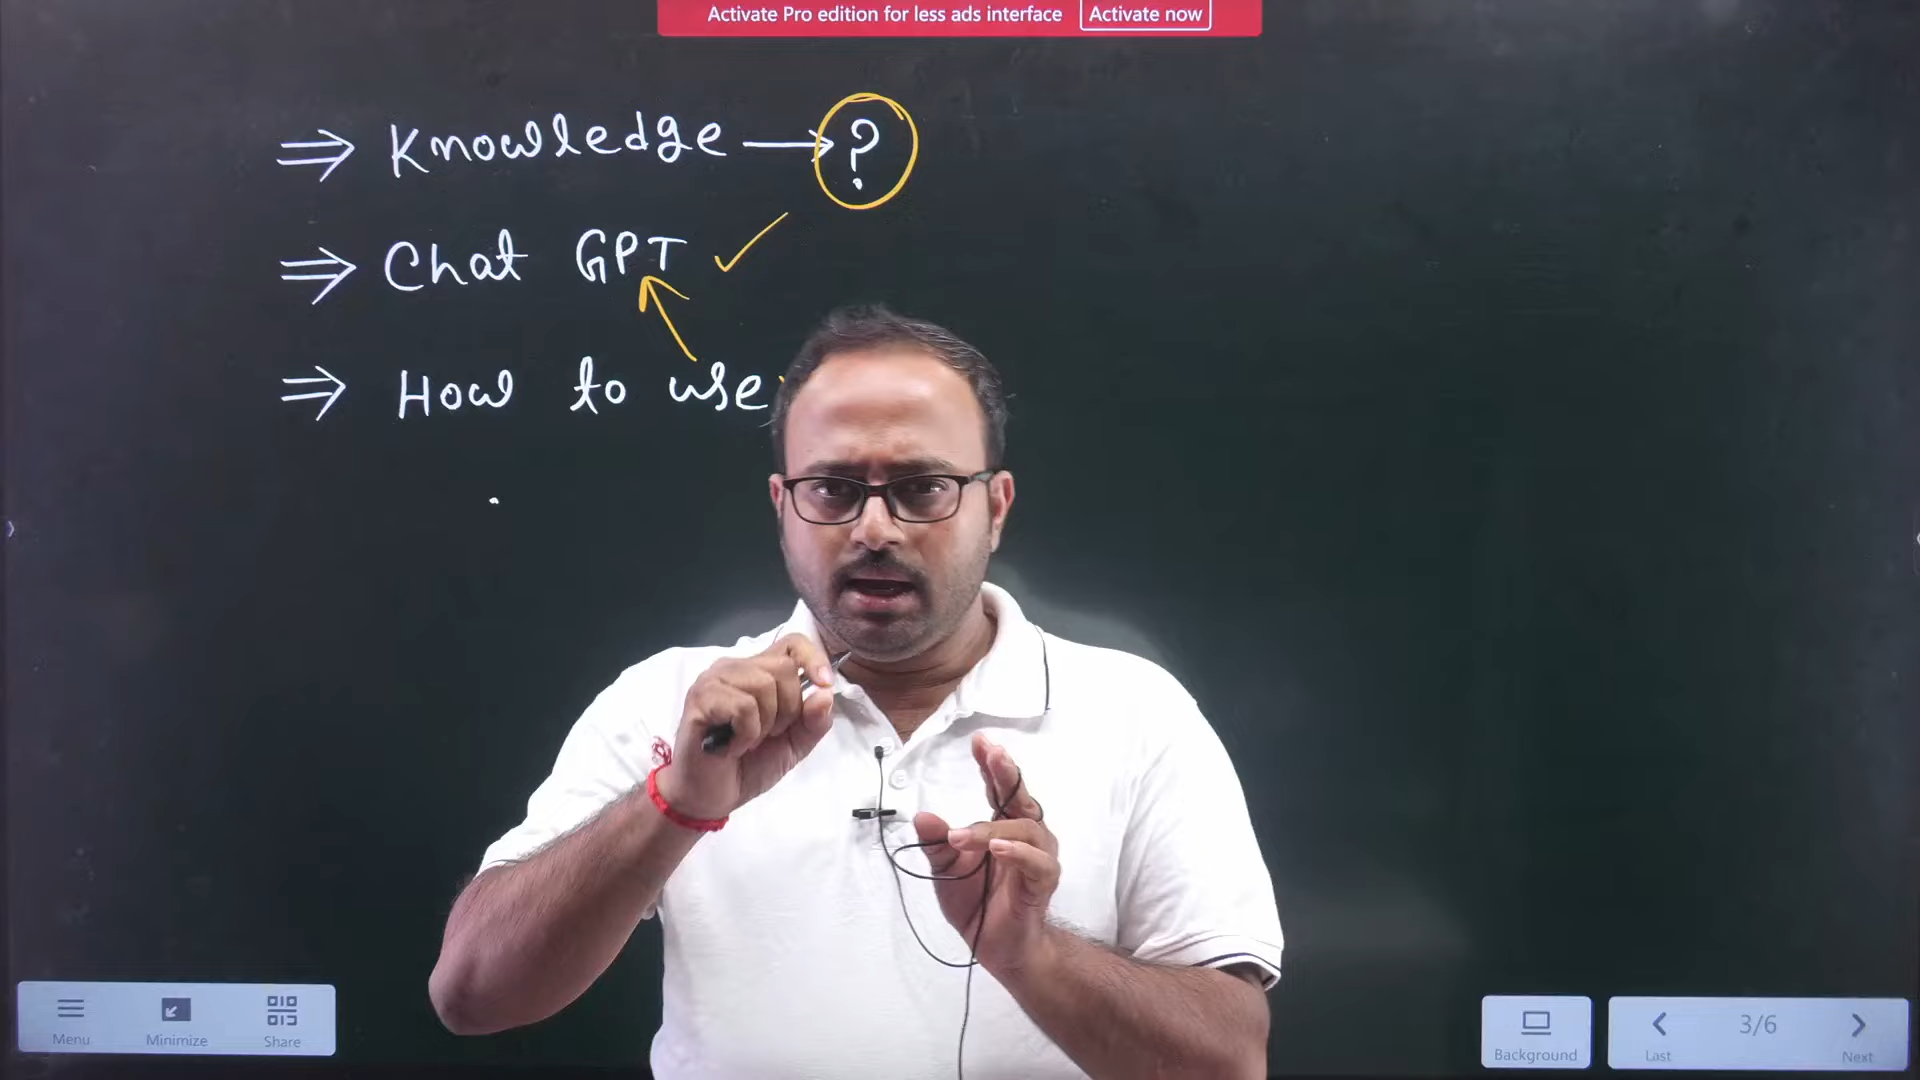 Activate Pro edition for less ads interface Activate now
⇒ Knowledge → ?
⇒ Chat GPT ✓
⇒ How to use
Menu Minimize Share
Background
Last 3/6 Next